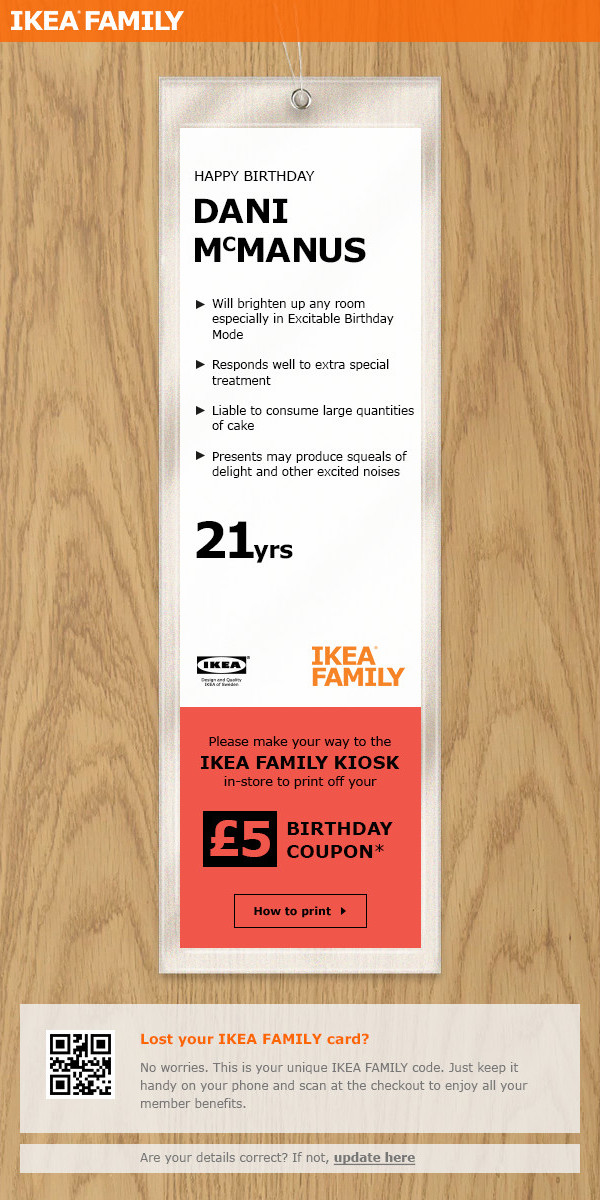 IKEA® FAMILY
HAPPY BIRTHDAY
DANI
McMANUS
► Will brighten up any room
especially in Excitable Birthday
Mode
► Responds well to extra special
treatment
► Liable to consume large quantities
of cake
► Presents may produce squeals of
delight and other excited noises
21yrs
IKEA®
Design and Quality
IKEA of Sweden
IKEA®
FAMILY
Please make your way to the
IKEA FAMILY KIOSK
in-store to print off your
£5 BIRTHDAY
COUPON*
How to print ►
Lost your IKEA FAMILY card?
No worries. This is your unique IKEA FAMILY code. Just keep it
handy on your phone and scan at the checkout to enjoy all your
member benefits.
Are your details correct? If not, update here